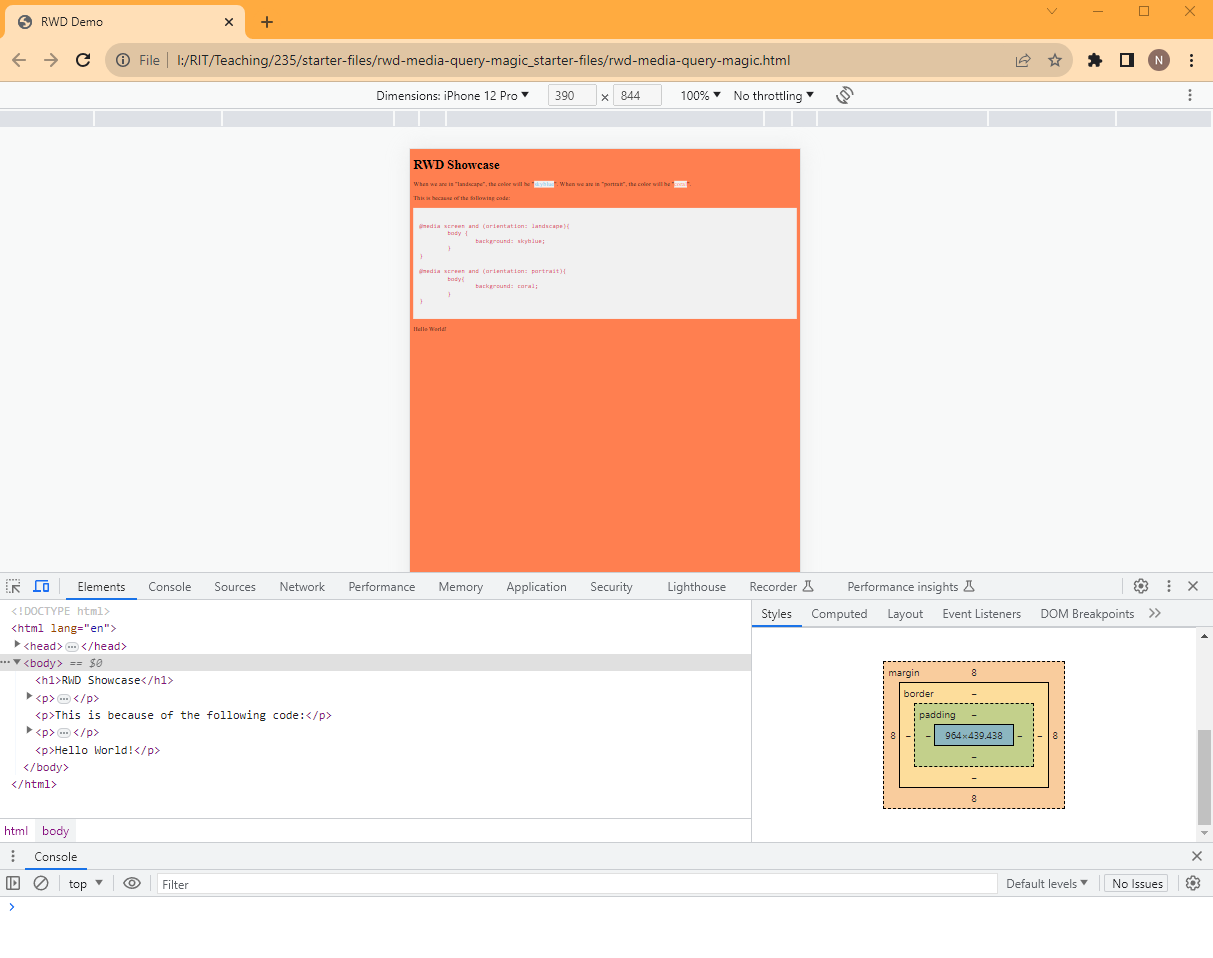 RWD Demo
File l:/RIT/Teaching/235/starter-files/rwd-media-query-magic_starter-files/rwd-media-query-magic.html
N
Dimensions: iPhone 12 Pro 390 × 844 100% No throttling
RWD Showcase
When we are in "landscape", the color will be "skyblue". When we are in "portrait", the color will be "coral".
This is because of the following code:
@media screen and (orientation: landscape){
body {
background: skyblue;
}
}
@media screen and (orientation: portrait){
body{
background: coral;
}
}
Hello World!
Elements Console Sources Network Performance Memory Application Security Lighthouse Recorder Performance insights
<!DOCTYPE html>
<html lang="en">
<head>…</head>
<body> == $0
<h1>RWD Showcase</h1>
<p>…</p>
<p>This is because of the following code:</p>
<p>…</p>
<p>Hello World!</p>
</body>
</html>
html body
Styles Computed Layout Event Listeners DOM Breakpoints
margin 8
border –
padding –
8 – – 964×439.438 – – 8
–
–
8
Console
top Filter Default levels No Issues